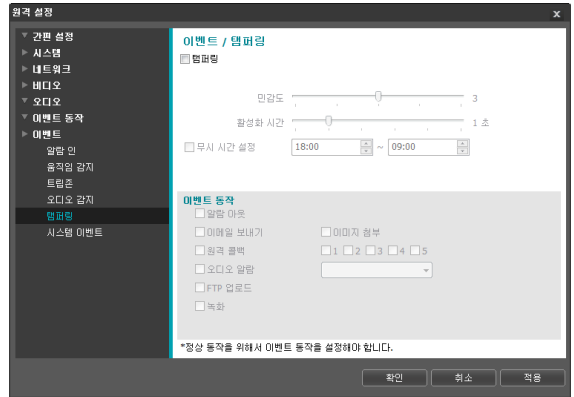 원격 설정
x
간편 설정
시스템
네트워크
비디오
오디오
이벤트 동작
이벤트
알람 인
움직임 감지
트립존
오디오 감지
탬퍼링
시스템 이벤트
이벤트 / 탬퍼링
탬퍼링
민감도 3
활성화 시간 1 초
무시 시간 설정 18:00 ~ 09:00
이벤트 동작
알람 아웃
이메일 보내기 이미지 첨부
원격 콜백 1 2 3 4 5
오디오 알람
FTP 업로드
녹화
*정상 동작을 위해서 이벤트 동작을 설정해야 합니다.
확인 취소 적용